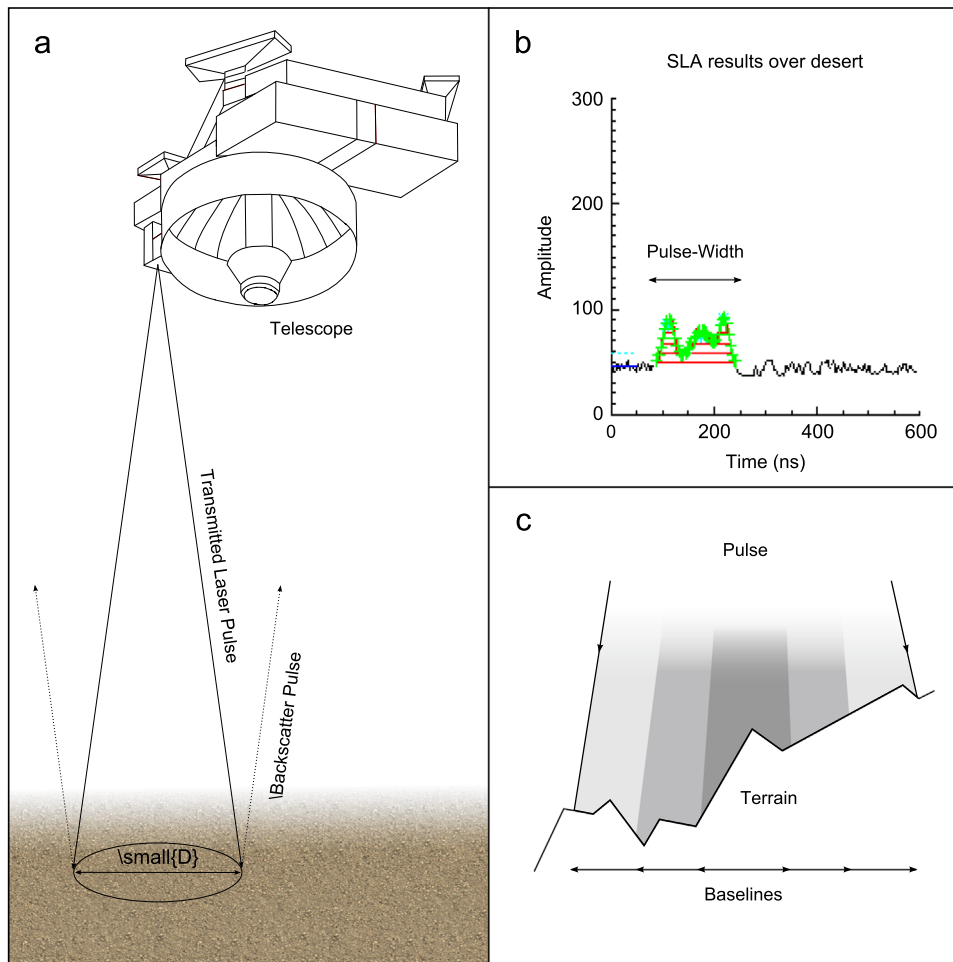 a
Telescope
Transmitted Laser Pulse
\Backscatter Pulse
\small{D}
b
SLA results over desert
300
200
100
0
Amplitude
Pulse-Width
0 200 400 600
Time (ns)
c
Pulse
Terrain
Baselines